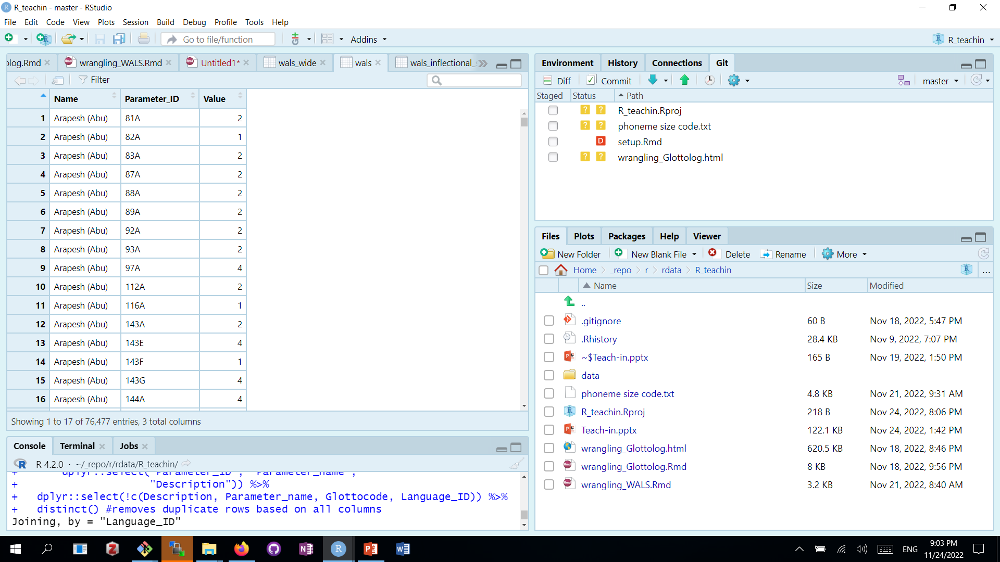 R_teachin - master - RStudio
File Edit Code View Plots Session Build Debug Profile Tools Help
Go to file/function Addins R_teachin
olog.Rmd wrangling_WALS.Rmd Untitled1* wals_wide wals wals_inflectional_
Filter
Name Parameter_ID Value
1 Arapesh (Abu) 81A 2
2 Arapesh (Abu) 82A 1
3 Arapesh (Abu) 83A 2
4 Arapesh (Abu) 87A 2
5 Arapesh (Abu) 88A 2
6 Arapesh (Abu) 89A 2
7 Arapesh (Abu) 92A 2
8 Arapesh (Abu) 93A 2
9 Arapesh (Abu) 97A 4
10 Arapesh (Abu) 112A 2
11 Arapesh (Abu) 116A 1
12 Arapesh (Abu) 143A 2
13 Arapesh (Abu) 143E 4
14 Arapesh (Abu) 143F 1
15 Arapesh (Abu) 143G 4
16 Arapesh (Abu) 144A 4
Showing 1 to 17 of 76,477 entries, 3 total columns
Console Terminal Jobs
R 4.2.0 · ~/_repo/r/rdata/R_teachin/
+ dplyr::select("Parameter_ID", "Parameter_name",
+ "Description")) %>%
+ dplyr::select(!c(Description, Parameter_name, Glottocode, Language_ID)) %>%
+ distinct() #removes duplicate rows based on all columns
Joining, by = "Language_ID"
Environment History Connections Git
Diff Commit master
Staged Status Path
? ? R_teachin.Rproj
? ? phoneme size code.txt
D setup.Rmd
? ? wrangling_Glottolog.html
Files Plots Packages Help Viewer
New Folder New Blank File Delete Rename More
Home _repo r rdata R_teachin ...
Name Size Modified
..
.gitignore 60 B Nov 18, 2022, 5:47 PM
.Rhistory 28.4 KB Nov 9, 2022, 7:07 PM
~$Teach-in.pptx 165 B Nov 19, 2022, 1:50 PM
data
phoneme size code.txt 4.8 KB Nov 21, 2022, 9:31 AM
R_teachin.Rproj 218 B Nov 24, 2022, 8:06 PM
Teach-in.pptx 122.1 KB Nov 24, 2022, 1:42 PM
wrangling_Glottolog.html 620.5 KB Nov 18, 2022, 8:46 PM
wrangling_Glottolog.Rmd 8 KB Nov 18, 2022, 9:56 PM
wrangling_WALS.Rmd 3.2 KB Nov 21, 2022, 8:40 AM
ENG
9:03 PM
11/24/2022